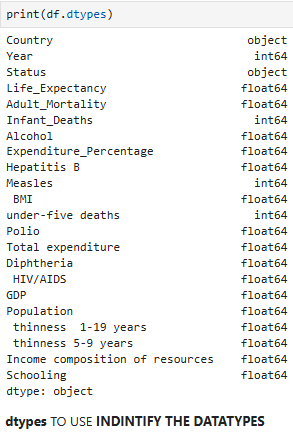 print(df.dtypes)
Country                             object
Year                                 int64
Status                              object
Life_Expectancy                    float64
Adult_Mortality                    float64
Infant_Deaths                        int64
Alcohol                            float64
Expenditure_Percentage             float64
Hepatitis B                        float64
Measles                              int64
 BMI                               float64
under-five deaths                    int64
Polio                              float64
Total expenditure                  float64
Diphtheria                         float64
 HIV/AIDS                          float64
GDP                                float64
Population                         float64
 thinness  1-19 years              float64
 thinness 5-9 years                float64
Income composition of resources    float64
Schooling                          float64
dtype: object
dtypes TO USE INDINTIFY THE DATATYPES